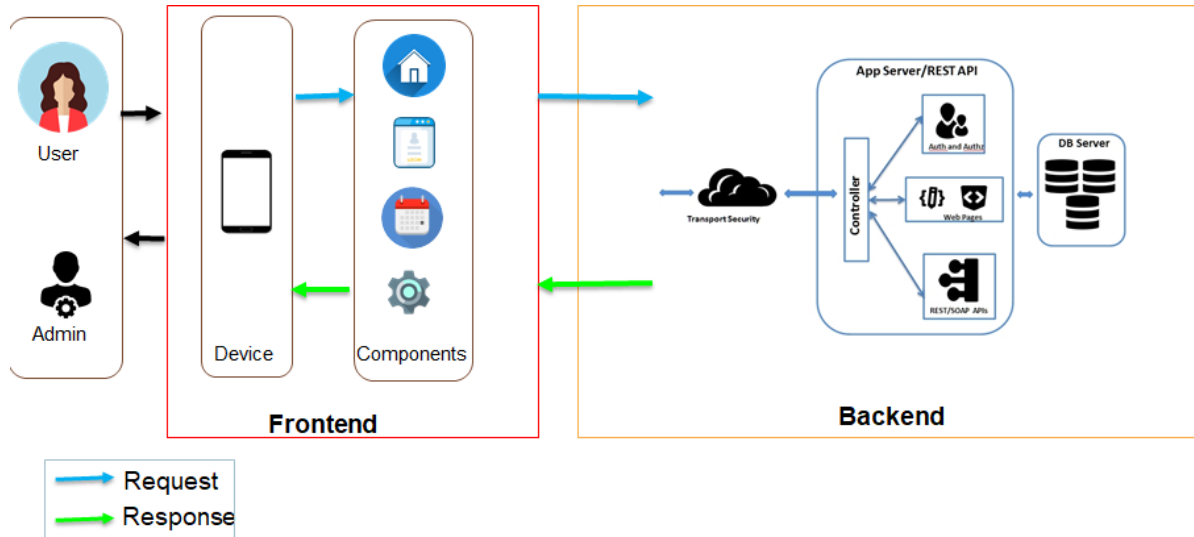 User
Admin
Device
Components
Frontend
Transport Security
App Server/REST API
Controller
Auth and Autha
Web Pages
REST/SOAP APIs
DB Server
Backend
Request
Response